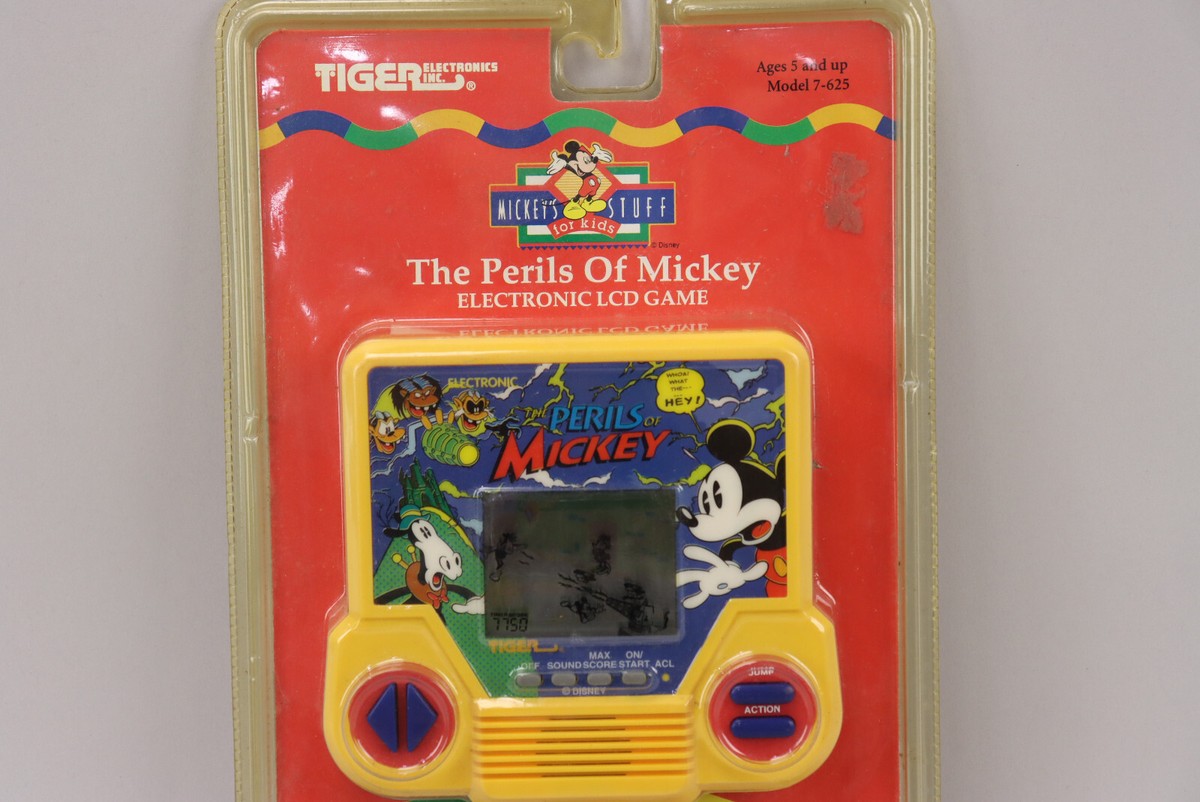 TIGER ELECTRONICS INC.®
Ages 5 and up
Model 7-625
MICKEY'S STUFF
for kids
© Disney
The Perils Of Mickey
ELECTRONIC LCD GAME
ELECTRONIC
THE PERILS OF
MICKEY
WHOA!
WHAT
THE--
HEY!
7750
TIGER
OFF SOUND MAX SCORE ON/START ACL
© DISNEY
JUMP
ACTION